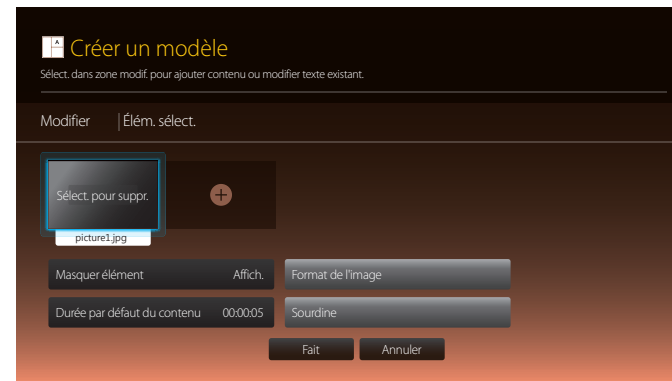 A
Créer un modèle
Sélect. dans zone modif. pour ajouter contenu ou modifier texte existant.
Modifier Élém. sélect.
Sélect. pour suppr.
picture1.jpg
Masquer élément Affich. Format de l'image
Durée par défaut du contenu 00:00:05 Sourdine
Fait Annuler